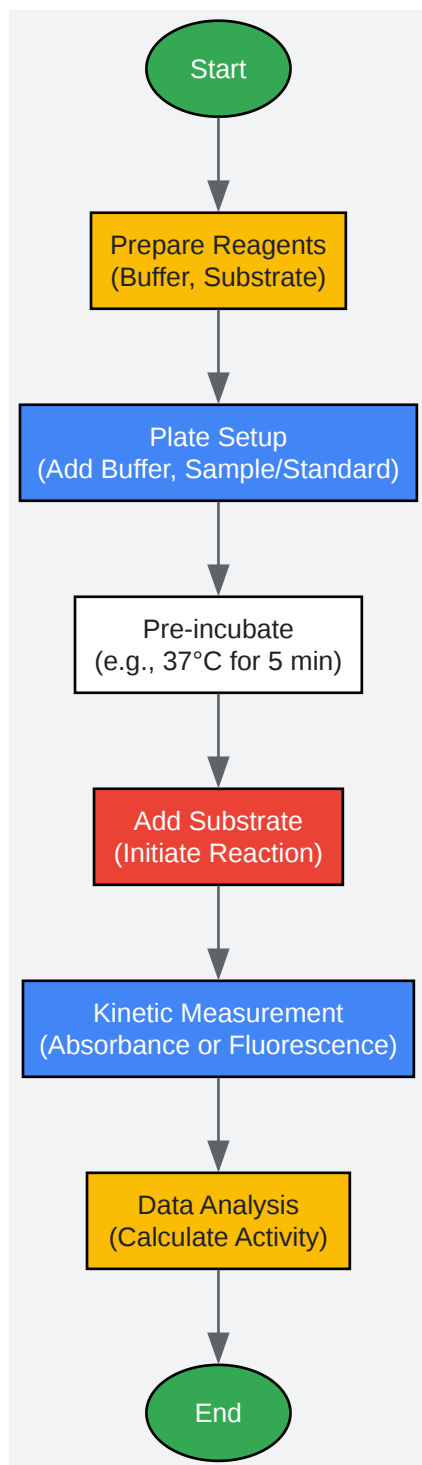 Start
Prepare Reagents
(Buffer, Substrate)
Plate Setup
(Add Buffer, Sample/Standard)
Pre-incubate
(e.g., 37°C for 5 min)
Add Substrate
(Initiate Reaction)
Kinetic Measurement
(Absorbance or Fluorescence)
Data Analysis
(Calculate Activity)
End